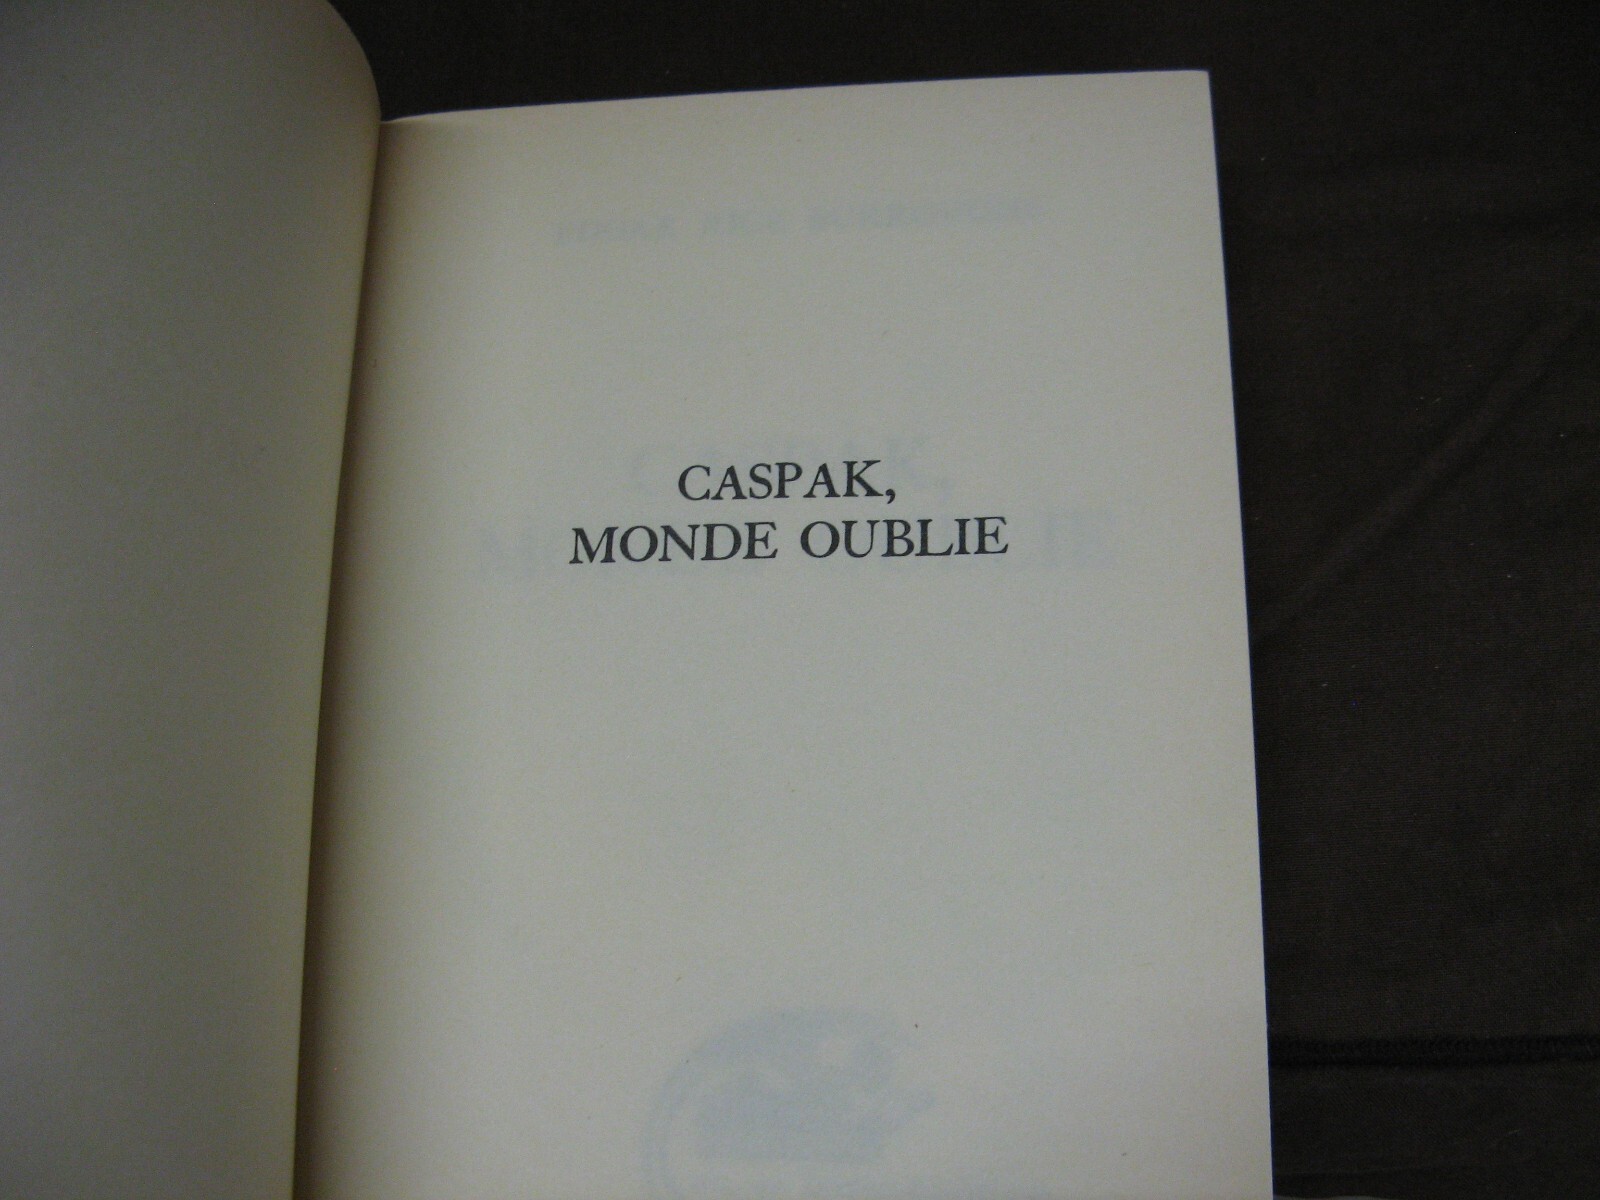 CASPAK,
MONDE OUBLIE